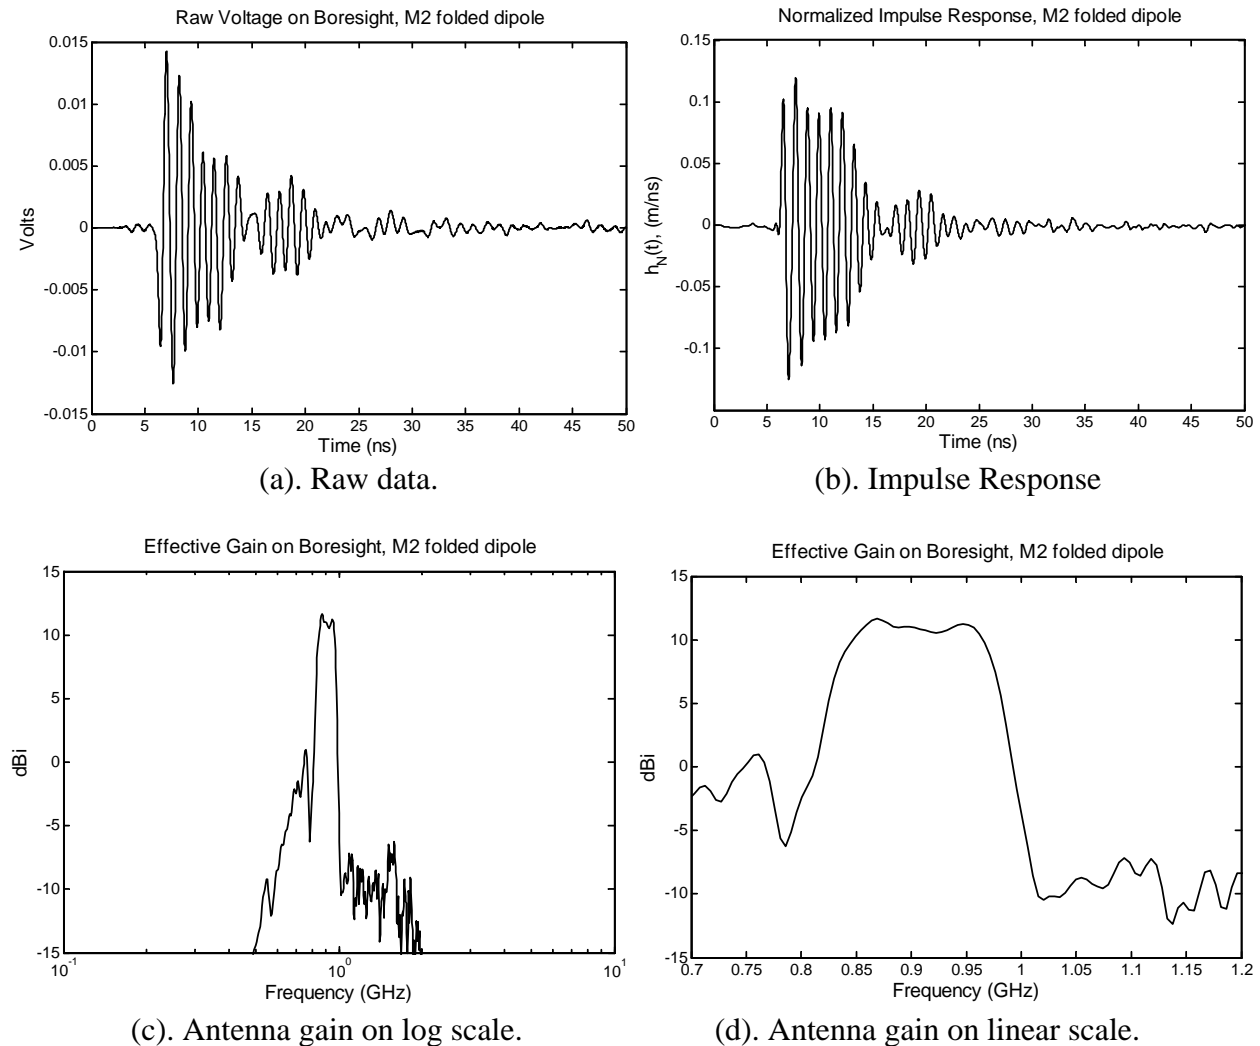 Raw Voltage on Boresight, M2 folded dipole
0.015
0.01
0.005
0
-0.005
-0.01
-0.015
Volts
0 5 10 15 20 25 30 35 40 45 50
Time (ns)
(a). Raw data.
Normalized Impulse Response, M2 folded dipole
0.15
0.1
0.05
0
-0.05
-0.1
h_N(t), (m/ns)
0 5 10 15 20 25 30 35 40 45 50
Time (ns)
(b). Impulse Response
Effective Gain on Boresight, M2 folded dipole
15
10
5
0
-5
-10
-15
dBi
10^-1 10^0 10^1
Frequency (GHz)
(c). Antenna gain on log scale.
Effective Gain on Boresight, M2 folded dipole
15
10
5
0
-5
-10
-15
dBi
0.7 0.75 0.8 0.85 0.9 0.95 1 1.05 1.1 1.15 1.2
Frequency (GHz)
(d). Antenna gain on linear scale.